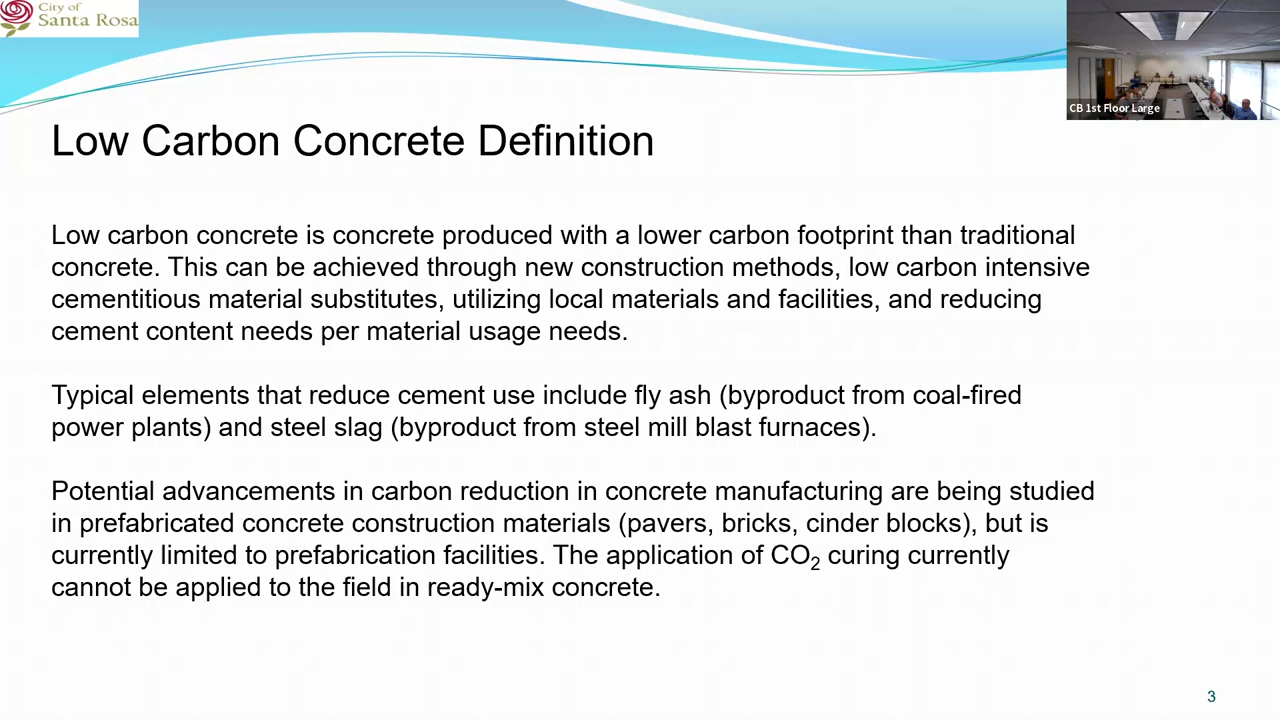 City of
Santa Rosa
CB 1st Floor Large
Low Carbon Concrete Definition
Low carbon concrete is concrete produced with a lower carbon footprint than traditional
concrete. This can be achieved through new construction methods, low carbon intensive
cementitious material substitutes, utilizing local materials and facilities, and reducing
cement content needs per material usage needs.
Typical elements that reduce cement use include fly ash (byproduct from coal-fired
power plants) and steel slag (byproduct from steel mill blast furnaces).
Potential advancements in carbon reduction in concrete manufacturing are being studied
in prefabricated concrete construction materials (pavers, bricks, cinder blocks), but is
currently limited to prefabrication facilities. The application of CO₂ curing currently
cannot be applied to the field in ready-mix concrete.
3